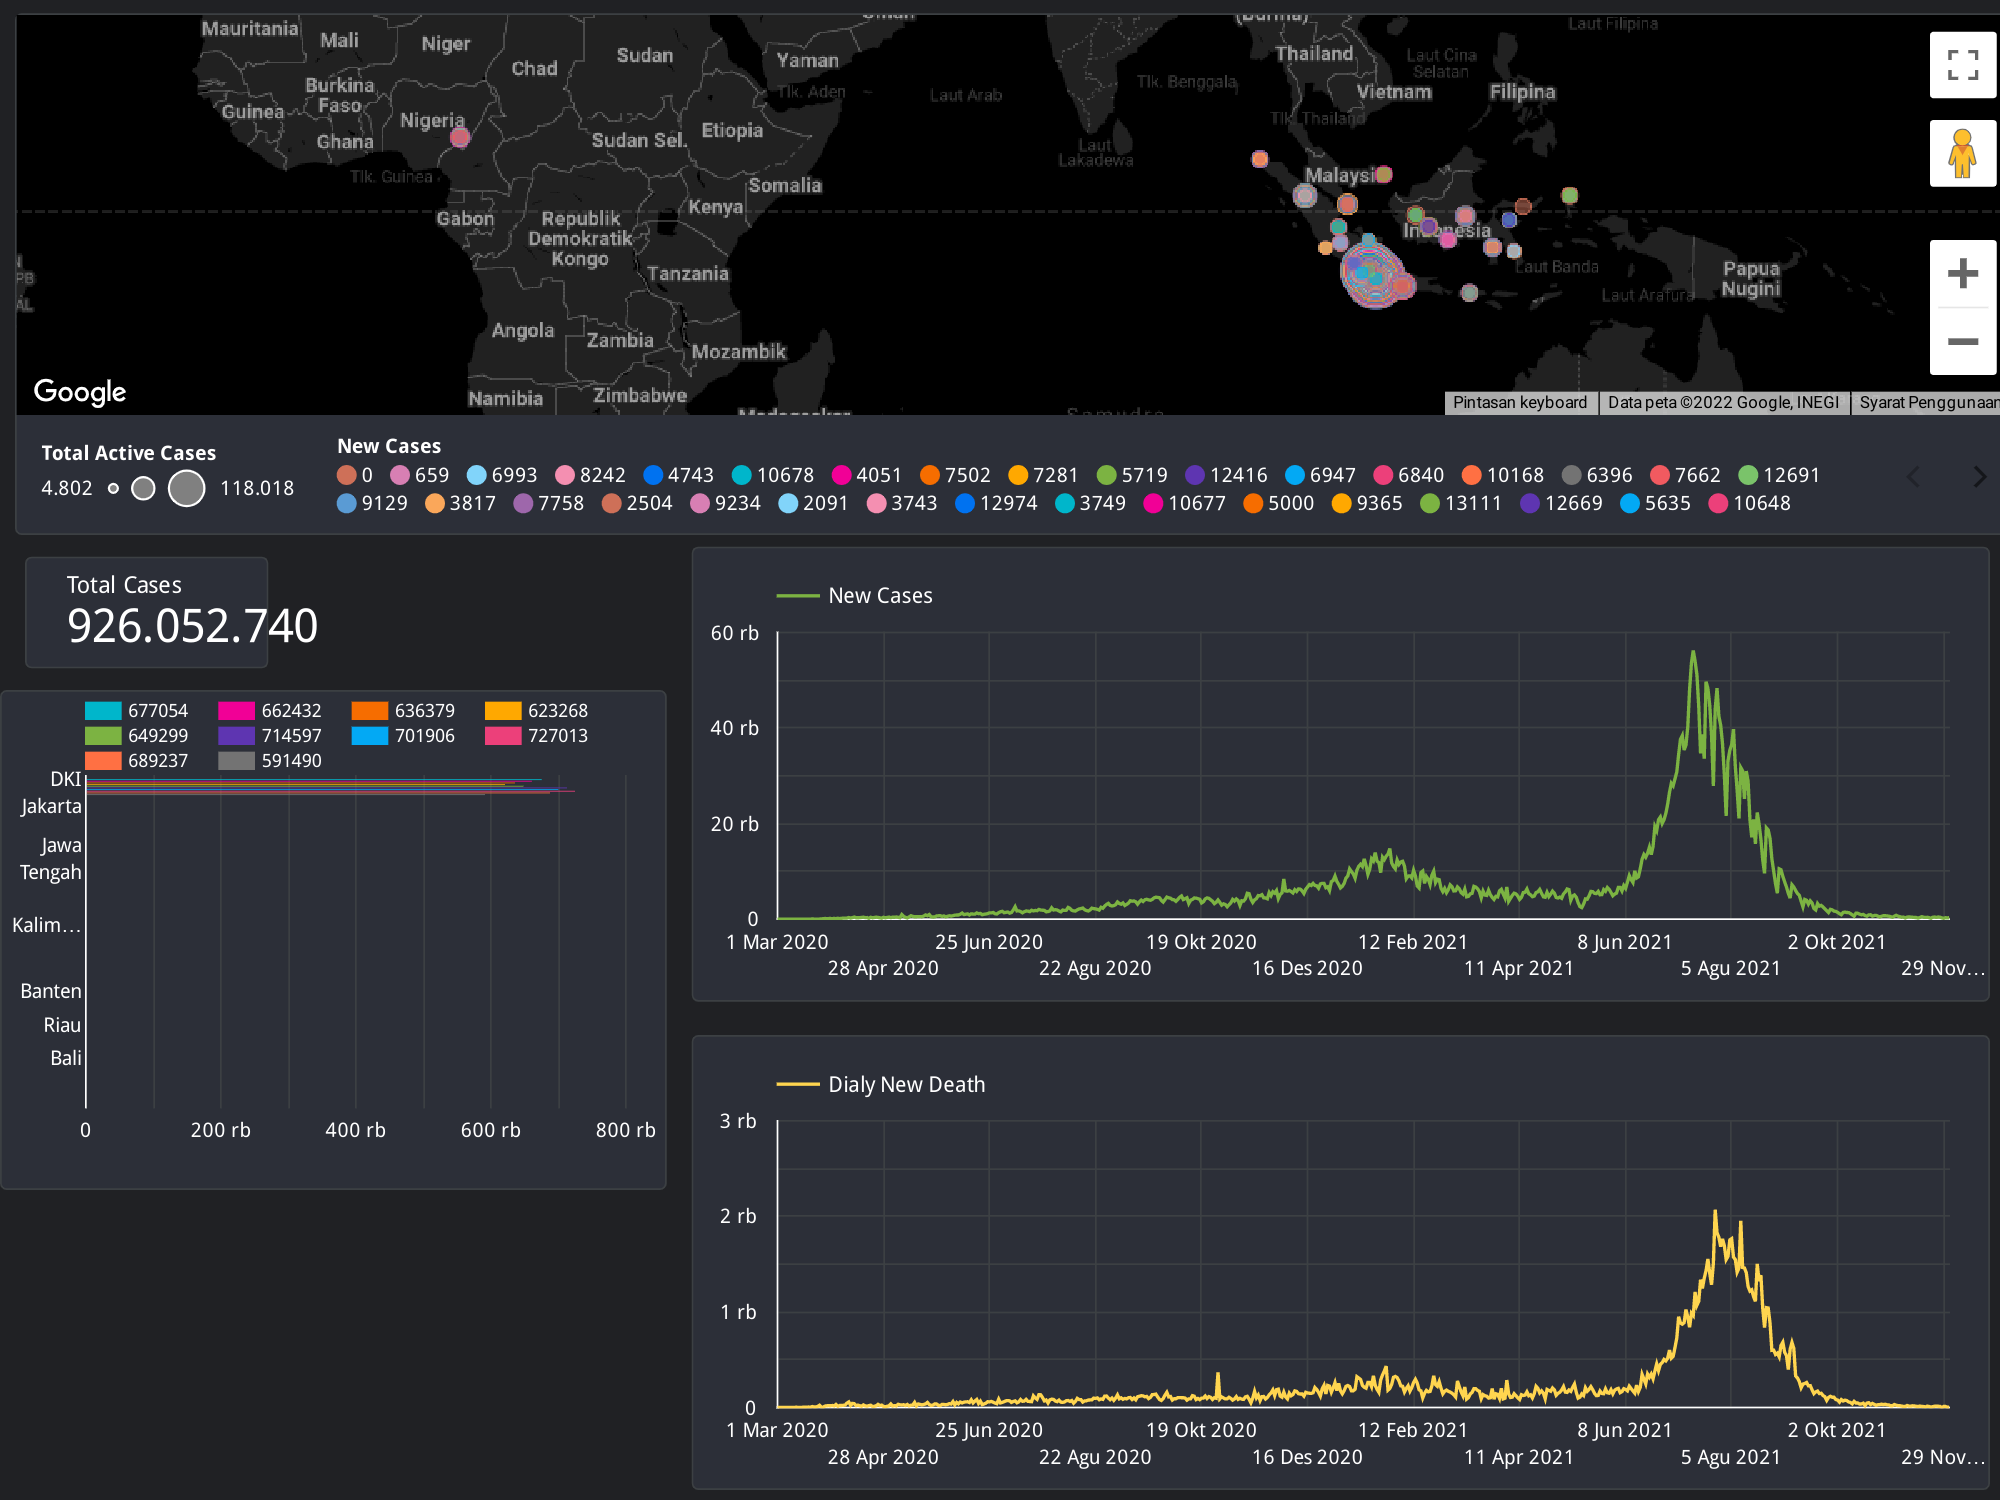 Mauritania
Mali
Niger
Chad
Sudan
Yaman
Tlk. Aden
Laut Arab
Tlk. Benggala
Thailand
Laut Cina
Selatan
Laut Filipina
Vietnam
Filipina
Burkina
Faso
Guinea
Ghana
Nigeria
Sudan Sel.
Etiopia
Tlk. Guinea
Laut
Lakadewa
Tlk. Thailand
Somalia
Gabon
Republik
Demokratik
Kongo
Kenya
Tanzania
Angola
Zambia
Mozambik
Namibia
Zimbabwe
Laut Banda
Laut Arafura
Papua
Nugini
Google
Pintasan keyboard
Data peta ©2022 Google, INEGI
Syarat Penggunaan
Total Active Cases
4.802 118.018
New Cases
0 659 6993 8242 4743 10678 4051 7502 7281 5719 12416 6947 6840 10168 6396 7662 12691
9129 3817 7758 2504 9234 2091 3743 12974 3749 10677 5000 9365 13111 12669 5635 10648
Total Cases
926.052.740
677054 662432 636379 623268
649299 714597 701906 727013
689237 591490
DKI
Jakarta
Jawa
Tengah
Kalim...
Banten
Riau
Bali
0 200 rb 400 rb 600 rb 800 rb
New Cases
60 rb
40 rb
20 rb
0
1 Mar 2020 25 Jun 2020 19 Okt 2020 12 Feb 2021 8 Jun 2021 2 Okt 2021
28 Apr 2020 22 Agu 2020 16 Des 2020 11 Apr 2021 5 Agu 2021 29 Nov...
Dialy New Death
3 rb
2 rb
1 rb
0
1 Mar 2020 25 Jun 2020 19 Okt 2020 12 Feb 2021 8 Jun 2021 2 Okt 2021
28 Apr 2020 22 Agu 2020 16 Des 2020 11 Apr 2021 5 Agu 2021 29 Nov...